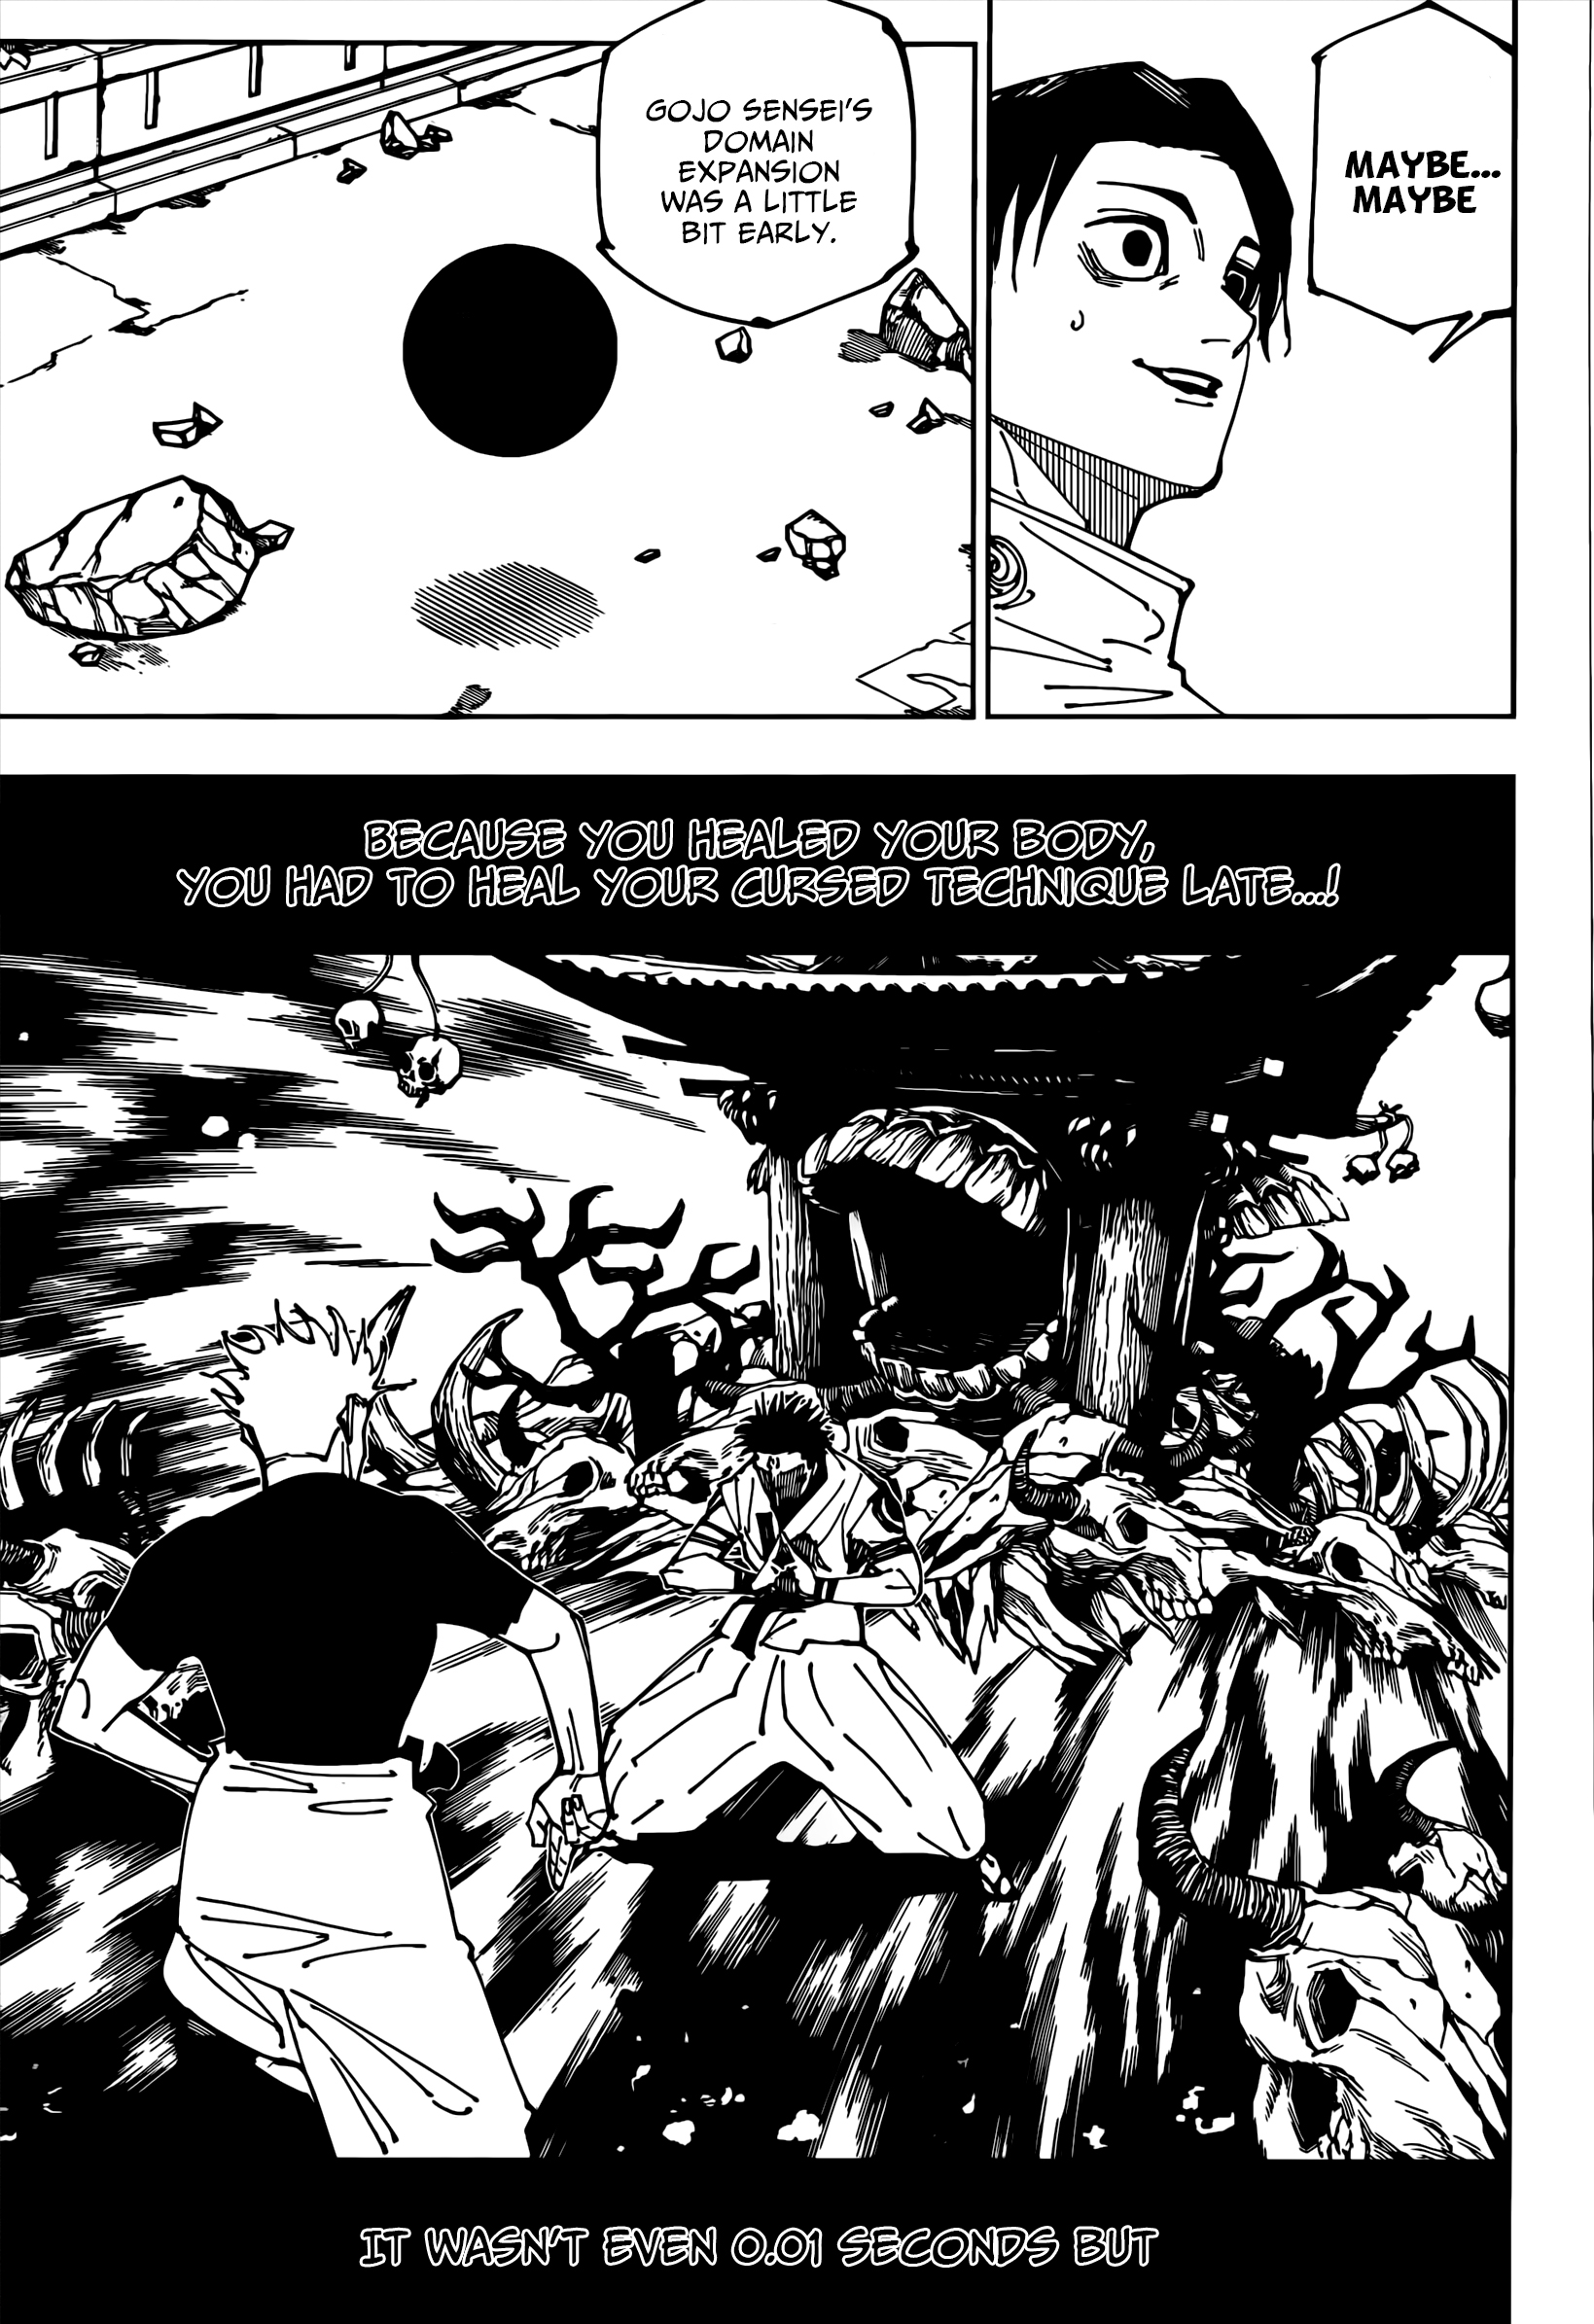 MAYBE...
MAYBE
GOJO SENSEI'S
DOMAIN
EXPANSION
WAS A LITTLE
BIT EARLY.
BECAUSE YOU HEALED YOUR BODY,
YOU HAD TO HEAL YOUR CURSED TECHNIQUE LATE...!
IT WASN'T EVEN 0.01 SECONDS BUT